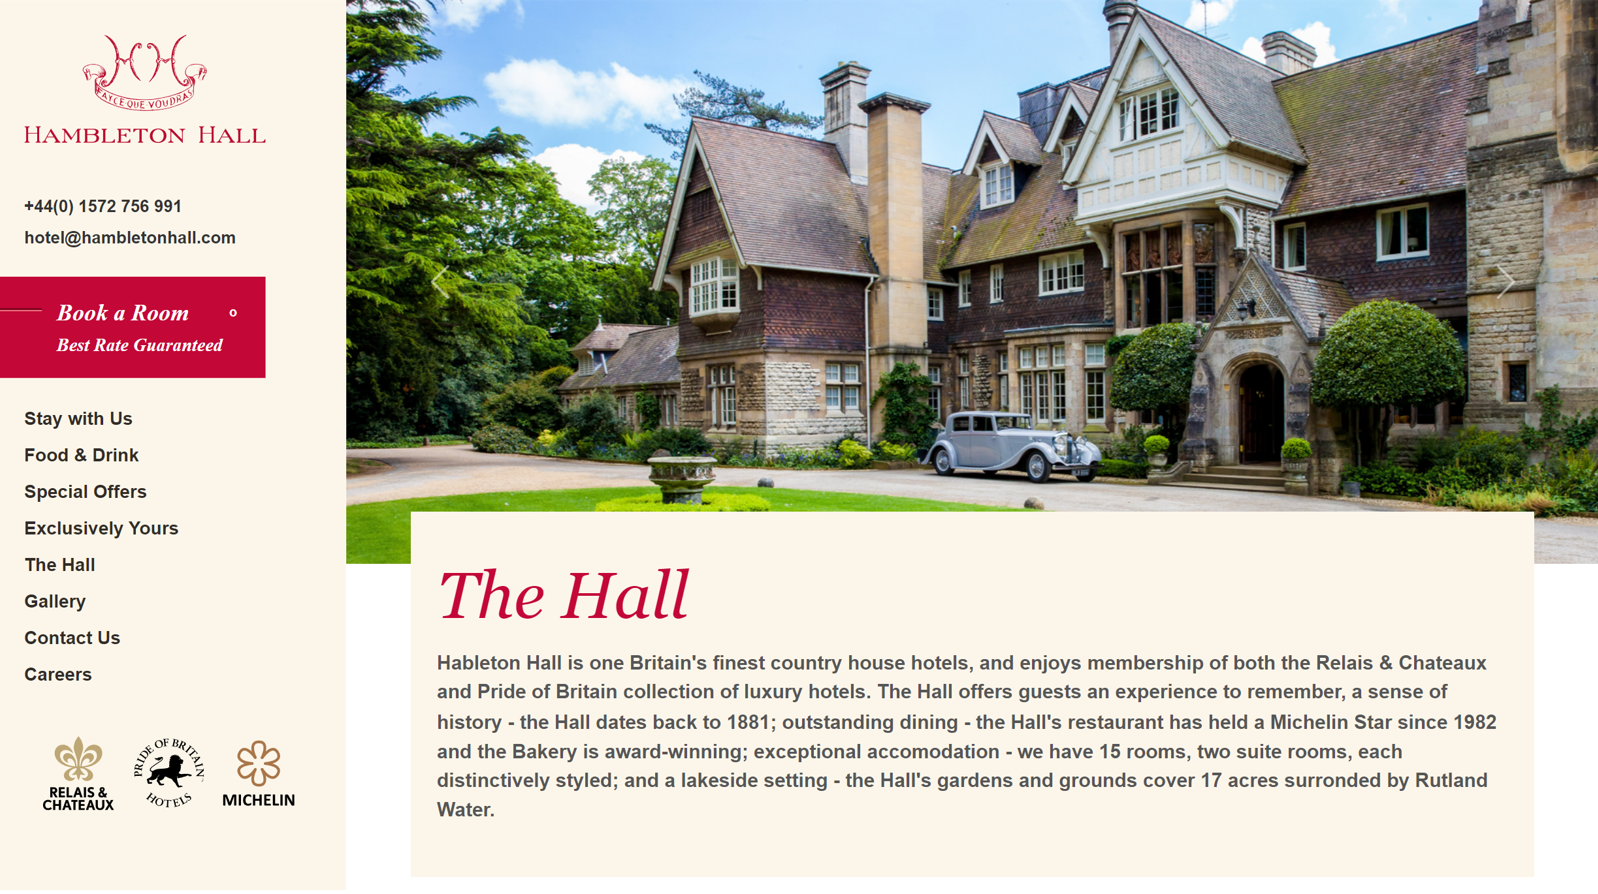 FAY CE QUE VOUDRAS
HAMBLETON HALL
+44(0) 1572 756 991
hotel@hambletonhall.com
Book a Room
Best Rate Guaranteed
Stay with Us
Food & Drink
Special Offers
Exclusively Yours
The Hall
Gallery
Contact Us
Careers
RELAIS &
CHATEAUX
PRIDE OF BRITAIN
HOTELS
MICHELIN
The Hall
Hableton Hall is one Britain's finest country house hotels, and enjoys membership of both the Relais & Chateaux
and Pride of Britain collection of luxury hotels. The Hall offers guests an experience to remember, a sense of
history - the Hall dates back to 1881; outstanding dining - the Hall's restaurant has held a Michelin Star since 1982
and the Bakery is award-winning; exceptional accomodation - we have 15 rooms, two suite rooms, each
distinctively styled; and a lakeside setting - the Hall's gardens and grounds cover 17 acres surronded by Rutland
Water.